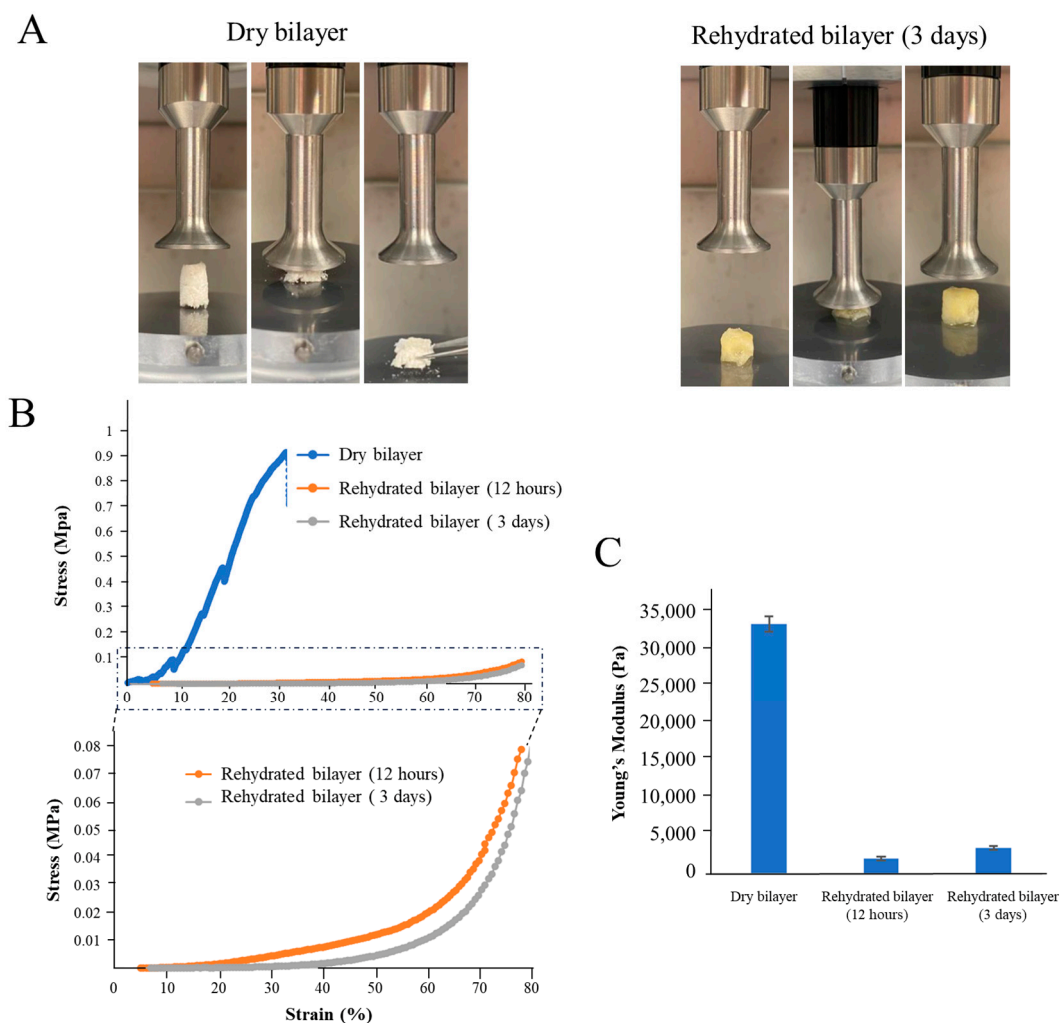 A
Dry bilayer
Rehydrated bilayer (3 days)
B
Stress (Mpa)
1
0.9
0.8
0.7
0.6
0.5
0.4
0.3
0.2
0.1
0 10 20 30 40 50 60 70 80
Dry bilayer
Rehydrated bilayer (12 hours)
Rehydrated bilayer ( 3 days)
Stress (MPa)
0.08
0.07
0.06
0.05
0.04
0.03
0.02
0.01
0 10 20 30 40 50 60 70 80
Strain (%)
Rehydrated bilayer (12 hours)
Rehydrated bilayer ( 3 days)
C
Young's Modulus (Pa)
35,000
30,000
25,000
20,000
15,000
10,000
5,000
0
Dry bilayer
Rehydrated bilayer
(12 hours)
Rehydrated bilayer
(3 days)